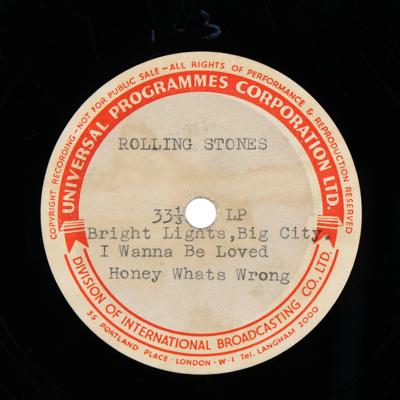 3
COPYRIGHT RECORDING—NOT FOR PUBLIC SALE—ALL RIGHTS OF PERFORMANCE & REPRODUCTION RESERVED
UNIVERSAL PROGRAMMES CORPORATION LTD.
ROLLING STONES
33⅓ LP
Bright Lights,Big City.
I Wanna Be Loved
Honey Whats Wrong
DIVISION OF INTERNATIONAL BROADCASTING CO., LTD.
35 PORTLAND PLACE · LONDON · W·1. TEL. LANGHAM 2000